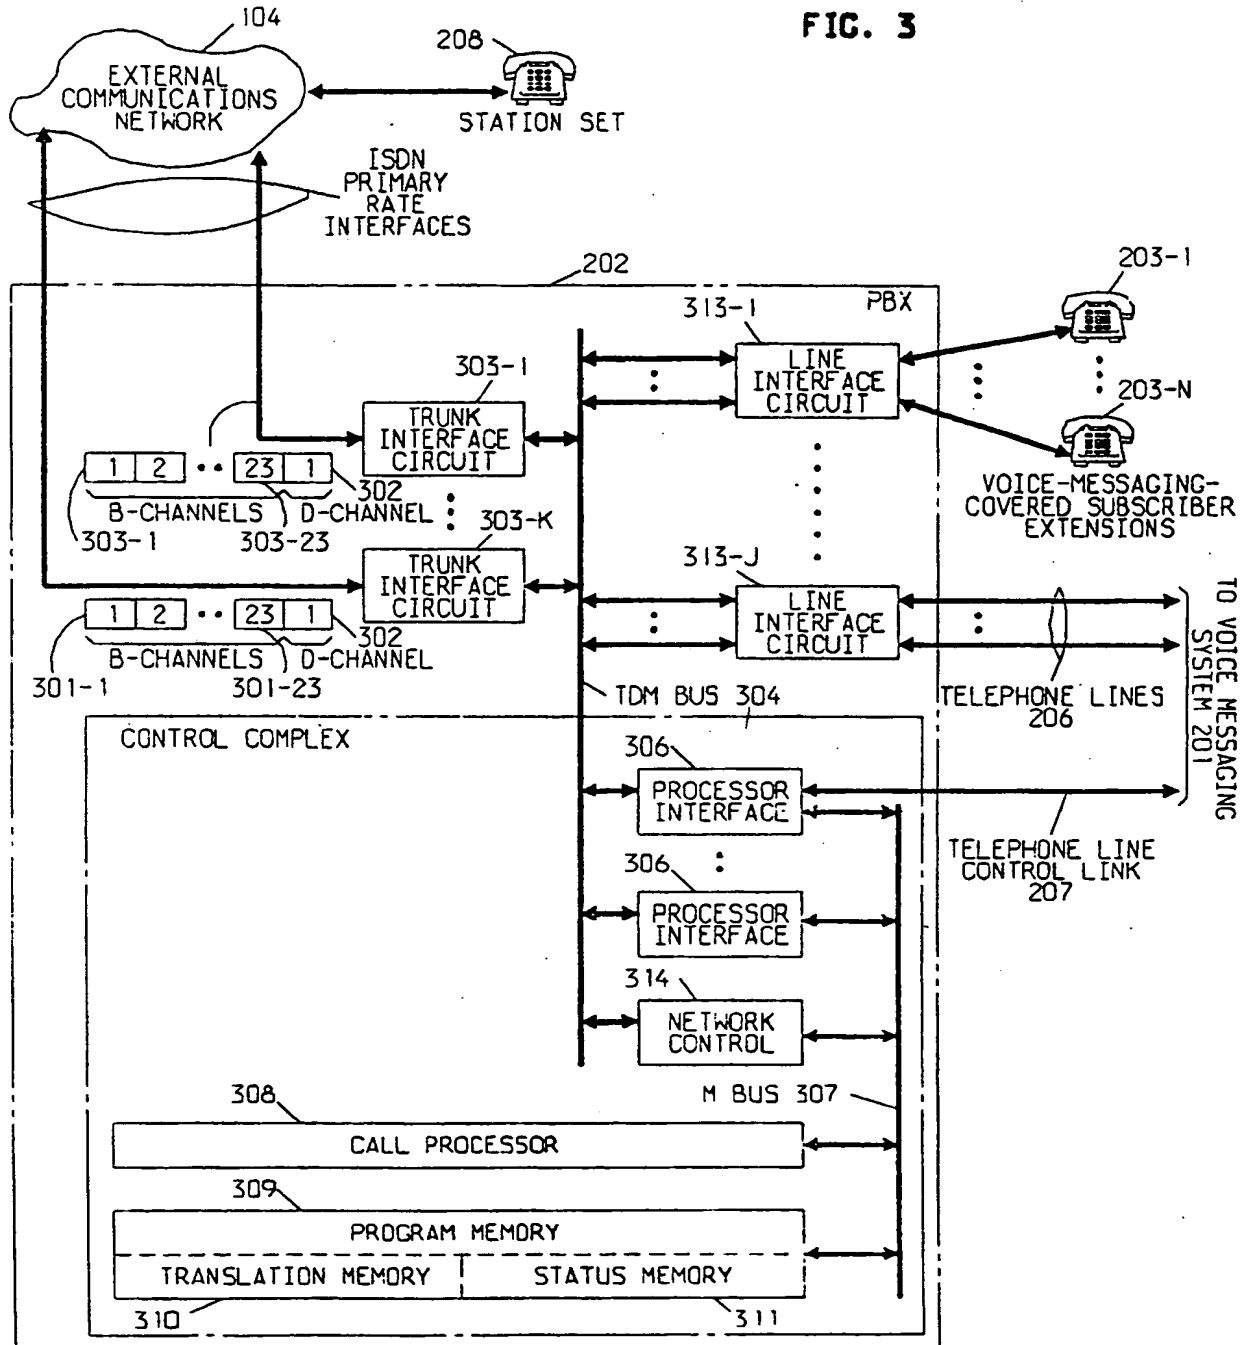 FIG. 3
104
208
EXTERNAL
COMMUNICATIONS
NETWORK
STATION SET
ISDN
PRIMARY
RATE
INTERFACES
202
203-1
PBX
313-1
LINE
INTERFACE
CIRCUIT
303-1
TRUNK
INTERFACE
CIRCUIT
203-N
1 2 23 1
302
B-CHANNELS D-CHANNEL
303-1 303-23
VOICE-MESSAGING-
COVERED SUBSCRIBER
EXTENSIONS
303-K
TRUNK
INTERFACE
CIRCUIT
313-J
LINE
INTERFACE
CIRCUIT
1 2 23 1
302
B-CHANNELS D-CHANNEL
301-1 301-23
TO VOICE MESSAGING
SYSTEM 201
TELEPHONE LINES
206
TDM BUS 304
CONTROL COMPLEX
306
PROCESSOR
INTERFACE
TELEPHONE LINE
CONTROL LINK
207
306
PROCESSOR
INTERFACE
314
NETWORK
CONTROL
M BUS 307
308
CALL PROCESSOR
309
PROGRAM MEMORY
TRANSLATION MEMORY STATUS MEMORY
310 311